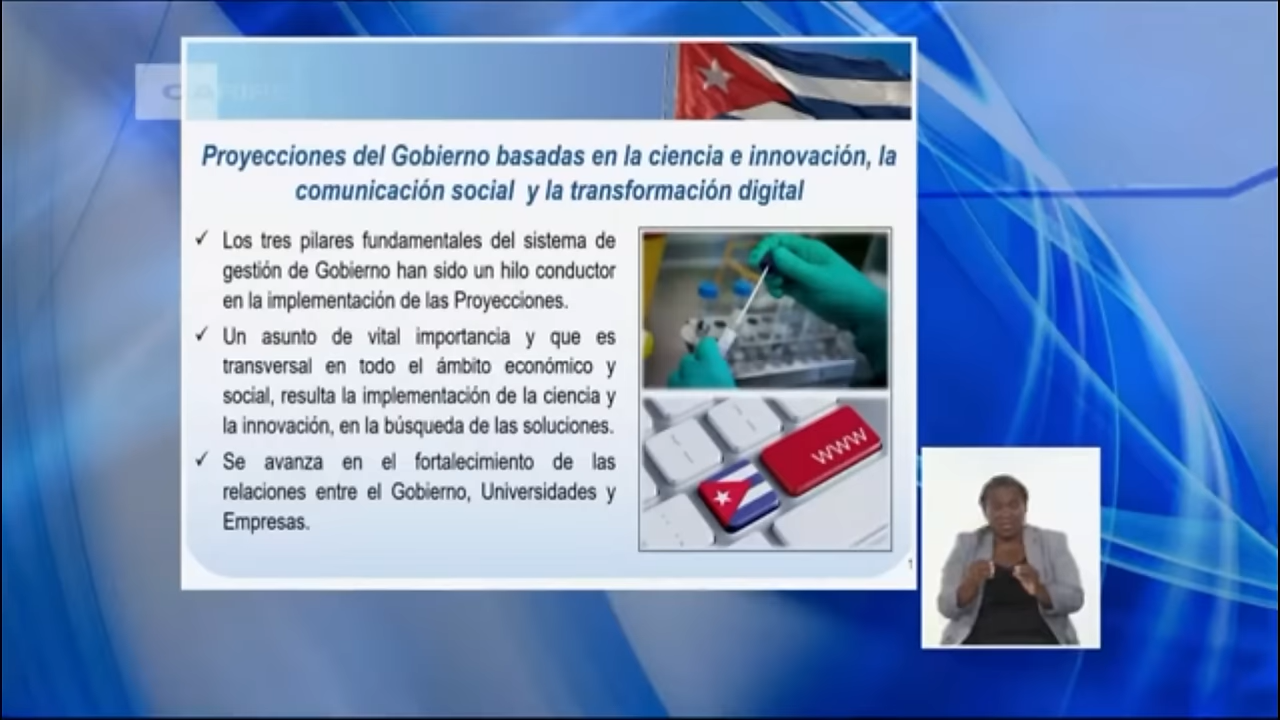 Proyecciones del Gobierno basadas en la ciencia e innovación, la
comunicación social y la transformación digital
✓ Los tres pilares fundamentales del sistema de
gestión de Gobierno han sido un hilo conductor
en la implementación de las Proyecciones.
✓ Un asunto de vital importancia y que es
transversal en todo el ámbito económico y
social, resulta la implementación de la ciencia y
la innovación, en la búsqueda de las soluciones.
✓ Se avanza en el fortalecimiento de las
relaciones entre el Gobierno, Universidades y
Empresas.
WWW
1